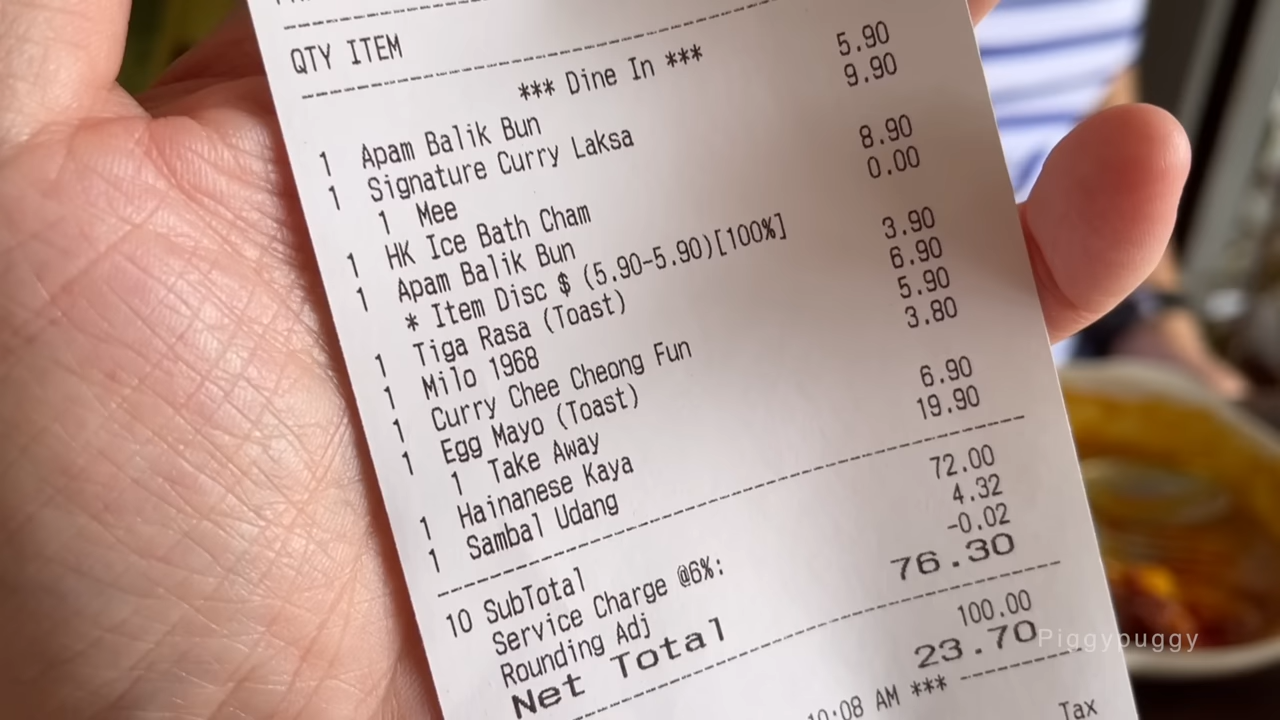 QTY ITEM
*** Dine In ***
1 Apam Balik Bun 5.90
1 Signature Curry Laksa 9.90
1 Mee
1 HK Ice Bath Cham 8.90
1 Apam Balik Bun 0.00
* Item Disc $ (5.90-5.90)[100%]
1 Tiga Rasa (Toast) 3.90
1 Milo 1968 6.90
1 Curry Chee Cheong Fun 5.90
1 Egg Mayo (Toast) 3.80
1 Take Away
1 Hainanese Kaya 6.90
1 Sambal Udang 19.90
10 SubTotal 72.00
Service Charge @6%: 4.32
Rounding Adj -0.02
Net Total 76.30
100.00
23.70
10:08 AM ***
Tax
Piggypuggy